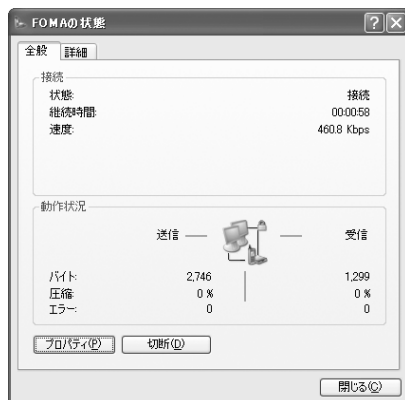 FOMAの状態
全般 詳細
接続
状態: 接続
継続時間: 00:00:58
速度: 460.8 Kbps
動作状況
送信 受信
バイト: 2,746 1,299
圧縮: 0 % 0 %
エラー: 0 0
プロパティ(P) 切断(D)
閉じる(C)